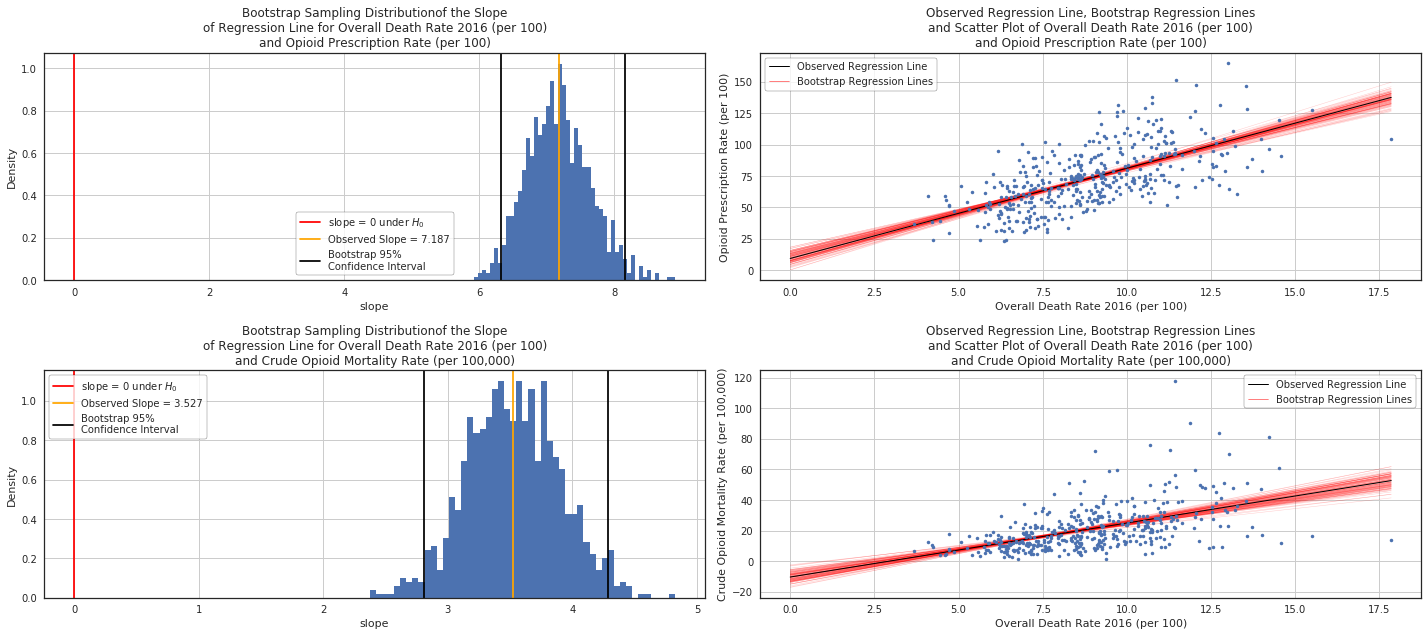 Bootstrap Sampling Distributionof the Slope
of Regression Line for Overall Death Rate 2016 (per 100)
and Opioid Prescription Rate (per 100)
Density
1.0
0.8
0.6
0.4
0.2
0.0
slope = 0 under H0
Observed Slope = 7.187
Bootstrap 95%
Confidence Interval
0 2 4 6 8
slope
Observed Regression Line, Bootstrap Regression Lines
and Scatter Plot of Overall Death Rate 2016 (per 100)
and Opioid Prescription Rate (per 100)
Observed Regression Line
Bootstrap Regression Lines
Opioid Prescription Rate (per 100)
150
125
100
75
50
25
0
0.0 2.5 5.0 7.5 10.0 12.5 15.0 17.5
Overall Death Rate 2016 (per 100)
Bootstrap Sampling Distributionof the Slope
of Regression Line for Overall Death Rate 2016 (per 100)
and Crude Opioid Mortality Rate (per 100,000)
slope = 0 under H0
Observed Slope = 3.527
Bootstrap 95%
Confidence Interval
Density
1.0
0.8
0.6
0.4
0.2
0.0
0 1 2 3 4 5
slope
Observed Regression Line, Bootstrap Regression Lines
and Scatter Plot of Overall Death Rate 2016 (per 100)
and Crude Opioid Mortality Rate (per 100,000)
Observed Regression Line
Bootstrap Regression Lines
Crude Opioid Mortality Rate (per 100,000)
120
100
80
60
40
20
0
−20
0.0 2.5 5.0 7.5 10.0 12.5 15.0 17.5
Overall Death Rate 2016 (per 100)